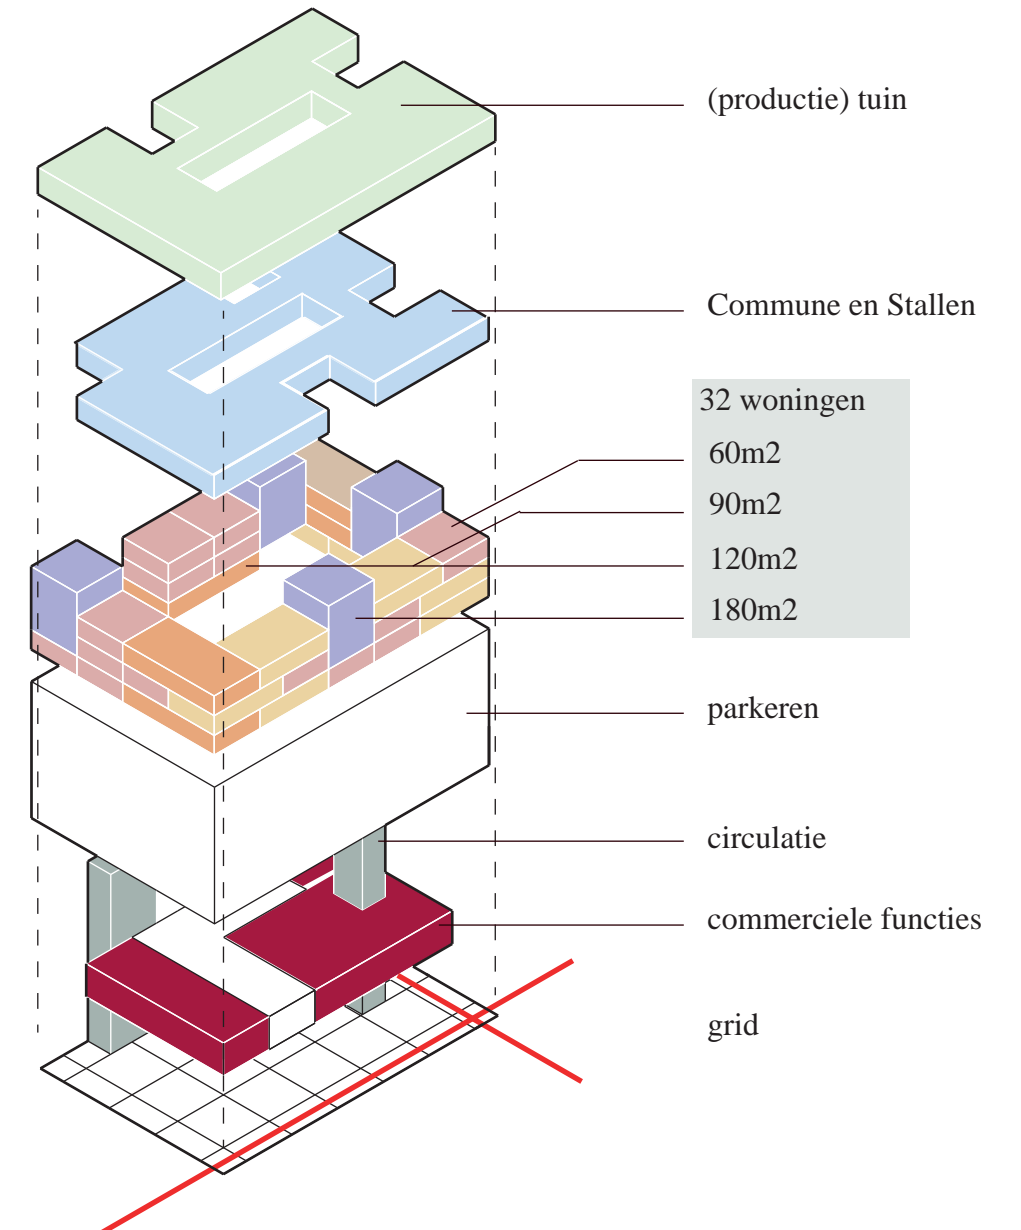 (productie) tuin
Commune en Stallen
32 woningen
60m2
90m2
120m2
180m2
parkeren
circulatie
commerciele functies
grid